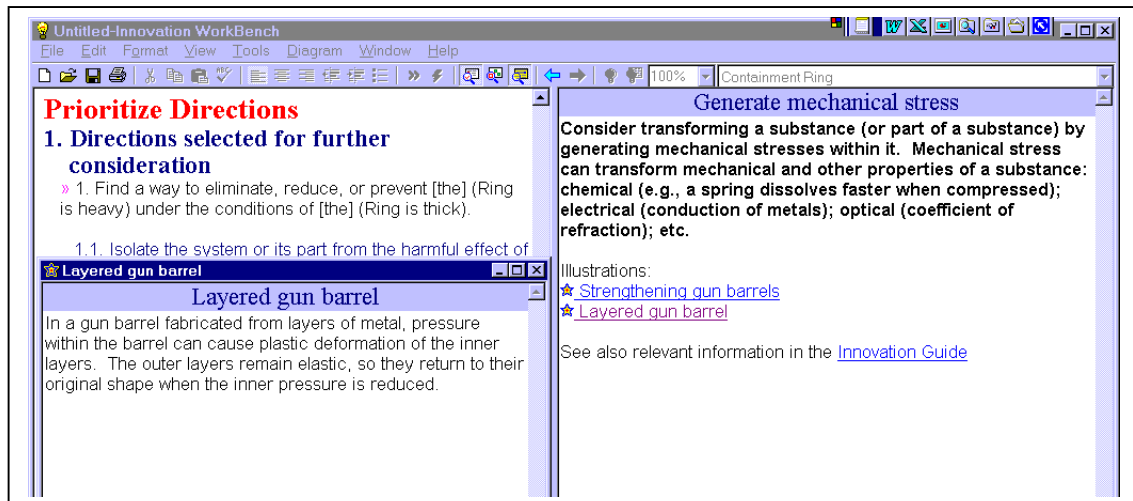 Untitled-Innovation WorkBench
File Edit Format View Tools Diagram Window Help
100% Containment Ring
Prioritize Directions
1. Directions selected for further
consideration
» 1. Find a way to eliminate, reduce, or prevent [the] (Ring
is heavy) under the conditions of [the] (Ring is thick).
1.1. Isolate the system or its part from the harmful effect of
Layered gun barrel
Layered gun barrel
In a gun barrel fabricated from layers of metal, pressure
within the barrel can cause plastic deformation of the inner
layers. The outer layers remain elastic, so they return to their
original shape when the inner pressure is reduced.
Generate mechanical stress
Consider transforming a substance (or part of a substance) by
generating mechanical stresses within it. Mechanical stress
can transform mechanical and other properties of a substance:
chemical (e.g., a spring dissolves faster when compressed);
electrical (conduction of metals); optical (coefficient of
refraction); etc.
Illustrations:
Strengthening gun barrels
Layered gun barrel
See also relevant information in the Innovation Guide